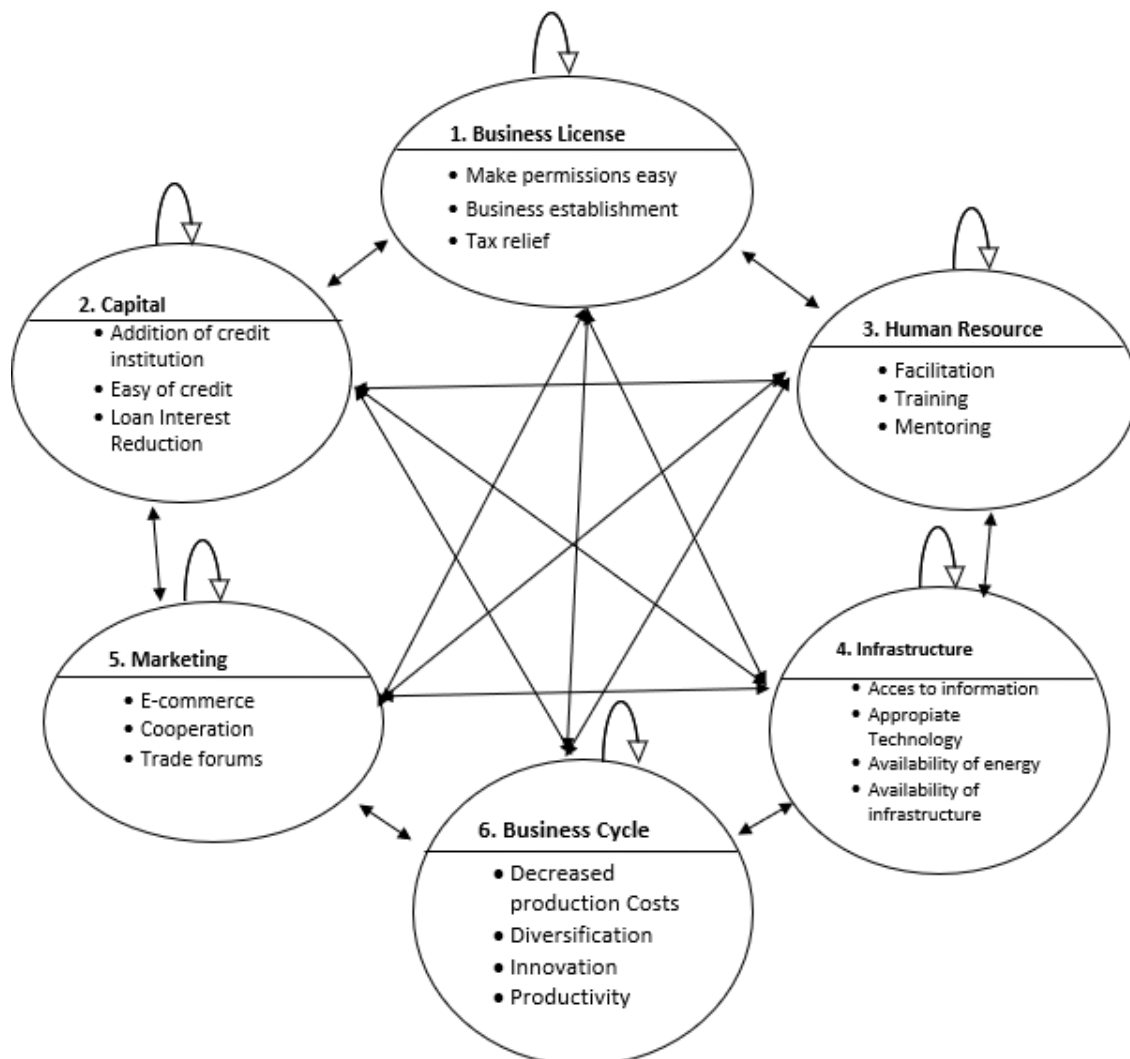 1. Business License
• Make permissions easy
• Business establishment
• Tax relief
2. Capital
• Addition of credit
institution
• Easy of credit
• Loan Interest
Reduction
3. Human Resource
• Facilitation
• Training
• Mentoring
4. Infrastructure
• Acces to information
• Appropiate
Technology
• Availability of energy
• Availability of
infrastructure
5. Marketing
• E-commerce
• Cooperation
• Trade forums
6. Business Cycle
• Decreased
production Costs
• Diversification
• Innovation
• Productivity